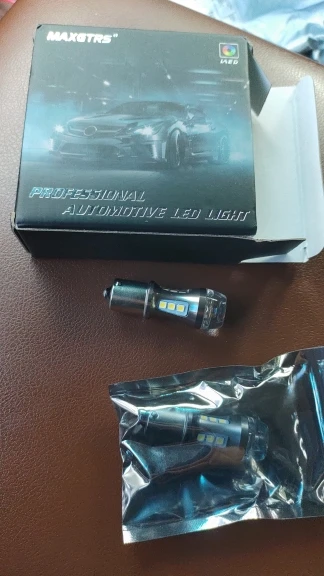 MAXGTRS®
LED
PROFESSIONAL
AUTOMOTIVE LED LIGHT